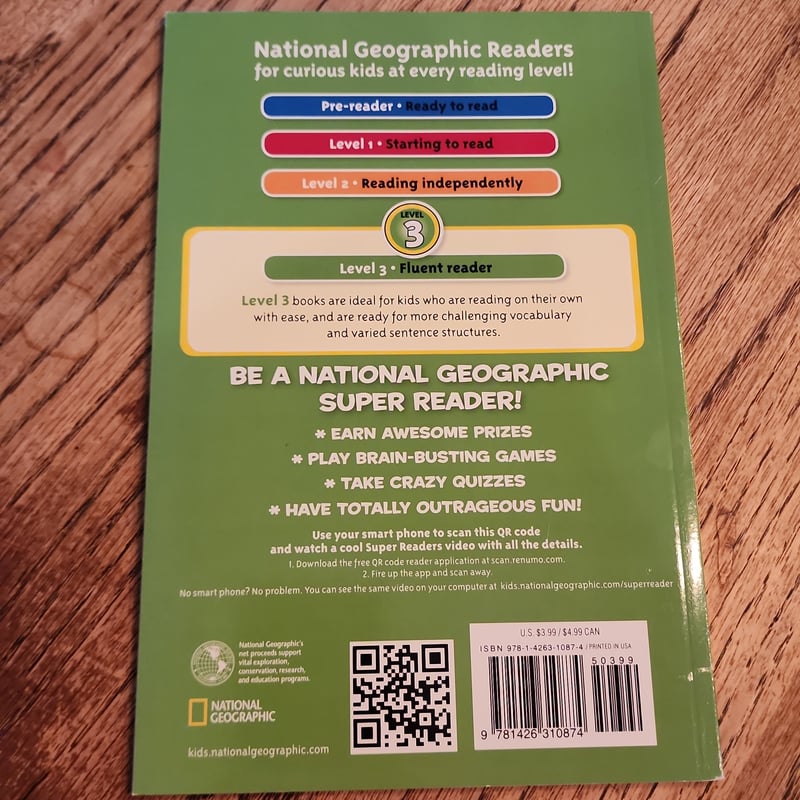 National Geographic Readers
for curious kids at every reading level!
Pre-reader • Ready to read
Level 1 • Starting to read
Level 2 • Reading independently
LEVEL
3
Level 3 • Fluent reader
Level 3 books are ideal for kids who are reading on their own
with ease, and are ready for more challenging vocabulary
and varied sentence structures.
BE A NATIONAL GEOGRAPHIC
SUPER READER!
* EARN AWESOME PRIZES
* PLAY BRAIN-BUSTING GAMES
* TAKE CRAZY QUIZZES
* HAVE TOTALLY OUTRAGEOUS FUN!
Use your smart phone to scan this QR code
and watch a cool Super Readers video with all the details.
1. Download the free QR code reader application at scan.renumo.com.
2. Fire up the app and scan away.
No smart phone? No problem. You can see the same video on your computer at kids.nationalgeographic.com/superreader
National Geographic's
net proceeds support
vital exploration,
conservation, research,
and education programs.
NATIONAL
GEOGRAPHIC
kids.nationalgeographic.com
U.S. $3.99 / $4.99 CAN
ISBN 978-1-4263-1087-4 / PRINTED IN USA
50399
9 781426 310874